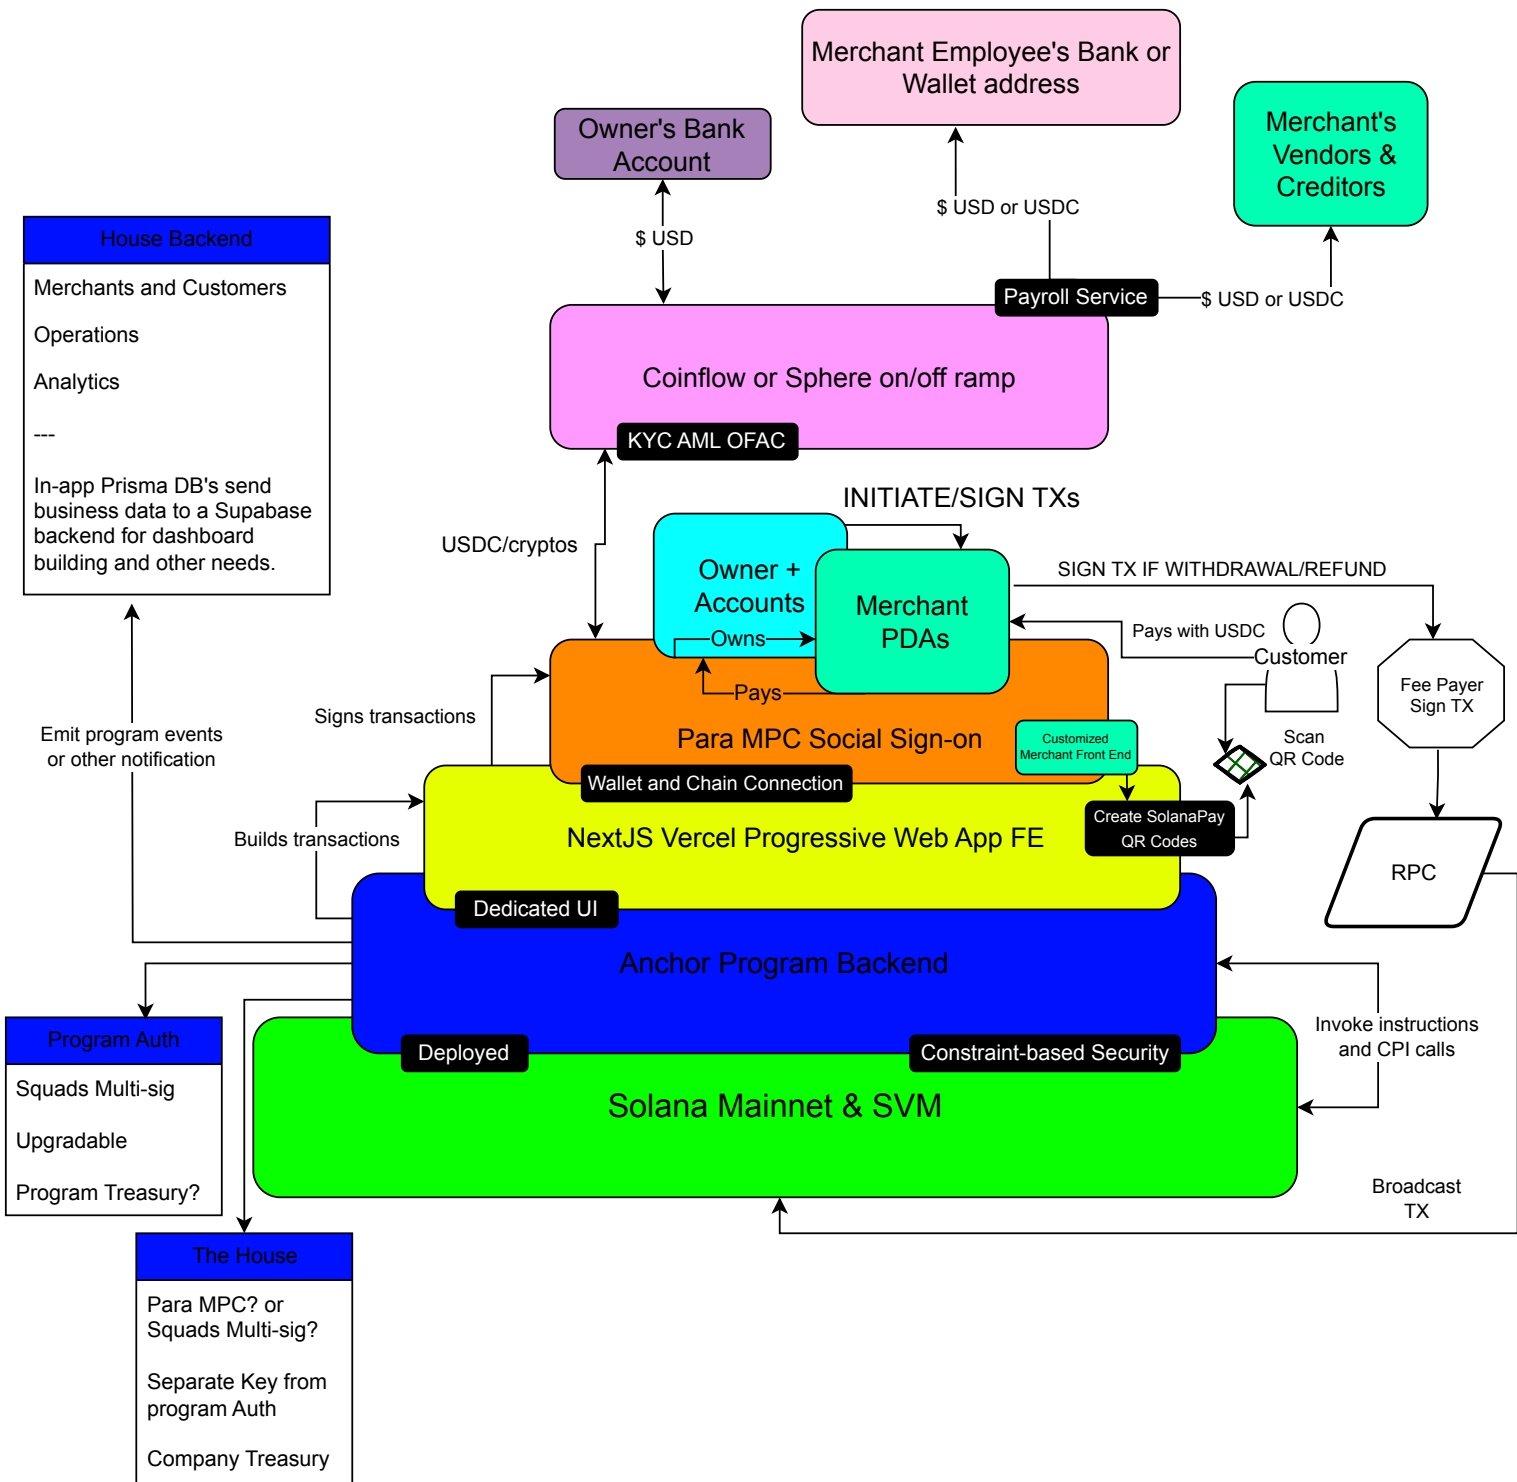 Merchant Employee's Bank or
Wallet address
Owner's Bank
Account
Merchant's
Vendors &
Creditors
$ USD or USDC
$ USD
Payroll Service
$ USD or USDC
House Backend
Merchants and Customers
Operations
Analytics
---
In-app Prisma DB's send
business data to a Supabase
backend for dashboard
building and other needs.
Coinflow or Sphere on/off ramp
KYC AML OFAC
INITIATE/SIGN TXs
USDC/cryptos
Owner +
Accounts
Merchant
PDAs
Owns
Pays
SIGN TX IF WITHDRAWAL/REFUND
Pays with USDC
Customer
Fee Payer
Sign TX
Scan
QR Code
Signs transactions
Para MPC Social Sign-on
Customized
Merchant Front End
Wallet and Chain Connection
Emit program events
or other notification
Builds transactions
NextJS Vercel Progressive Web App FE
Create SolanaPay
QR Codes
RPC
Dedicated UI
Anchor Program Backend
Deployed
Constraint-based Security
Invoke instructions
and CPI calls
Program Auth
Squads Multi-sig
Upgradable
Program Treasury?
Solana Mainnet & SVM
Broadcast
TX
The House
Para MPC? or
Squads Multi-sig?
Separate Key from
program Auth
Company Treasury